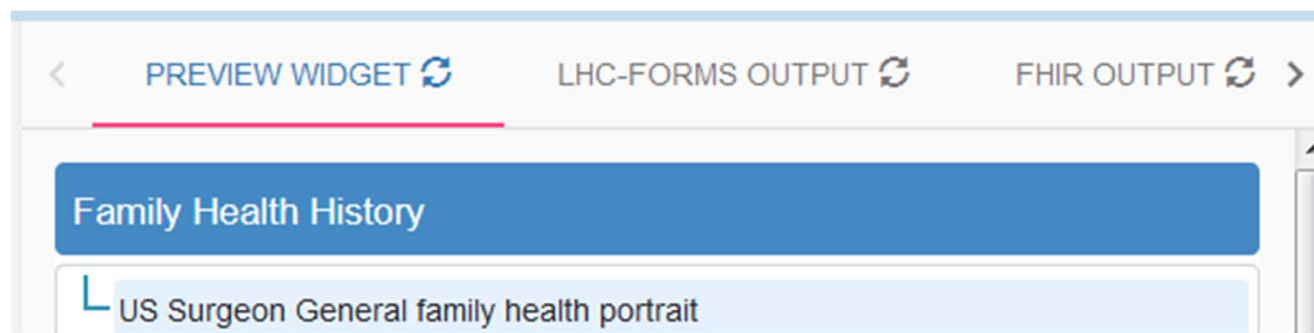 PREVIEW WIDGET LHC-FORMS OUTPUT FHIR OUTPUT
Family Health History
US Surgeon General family health portrait